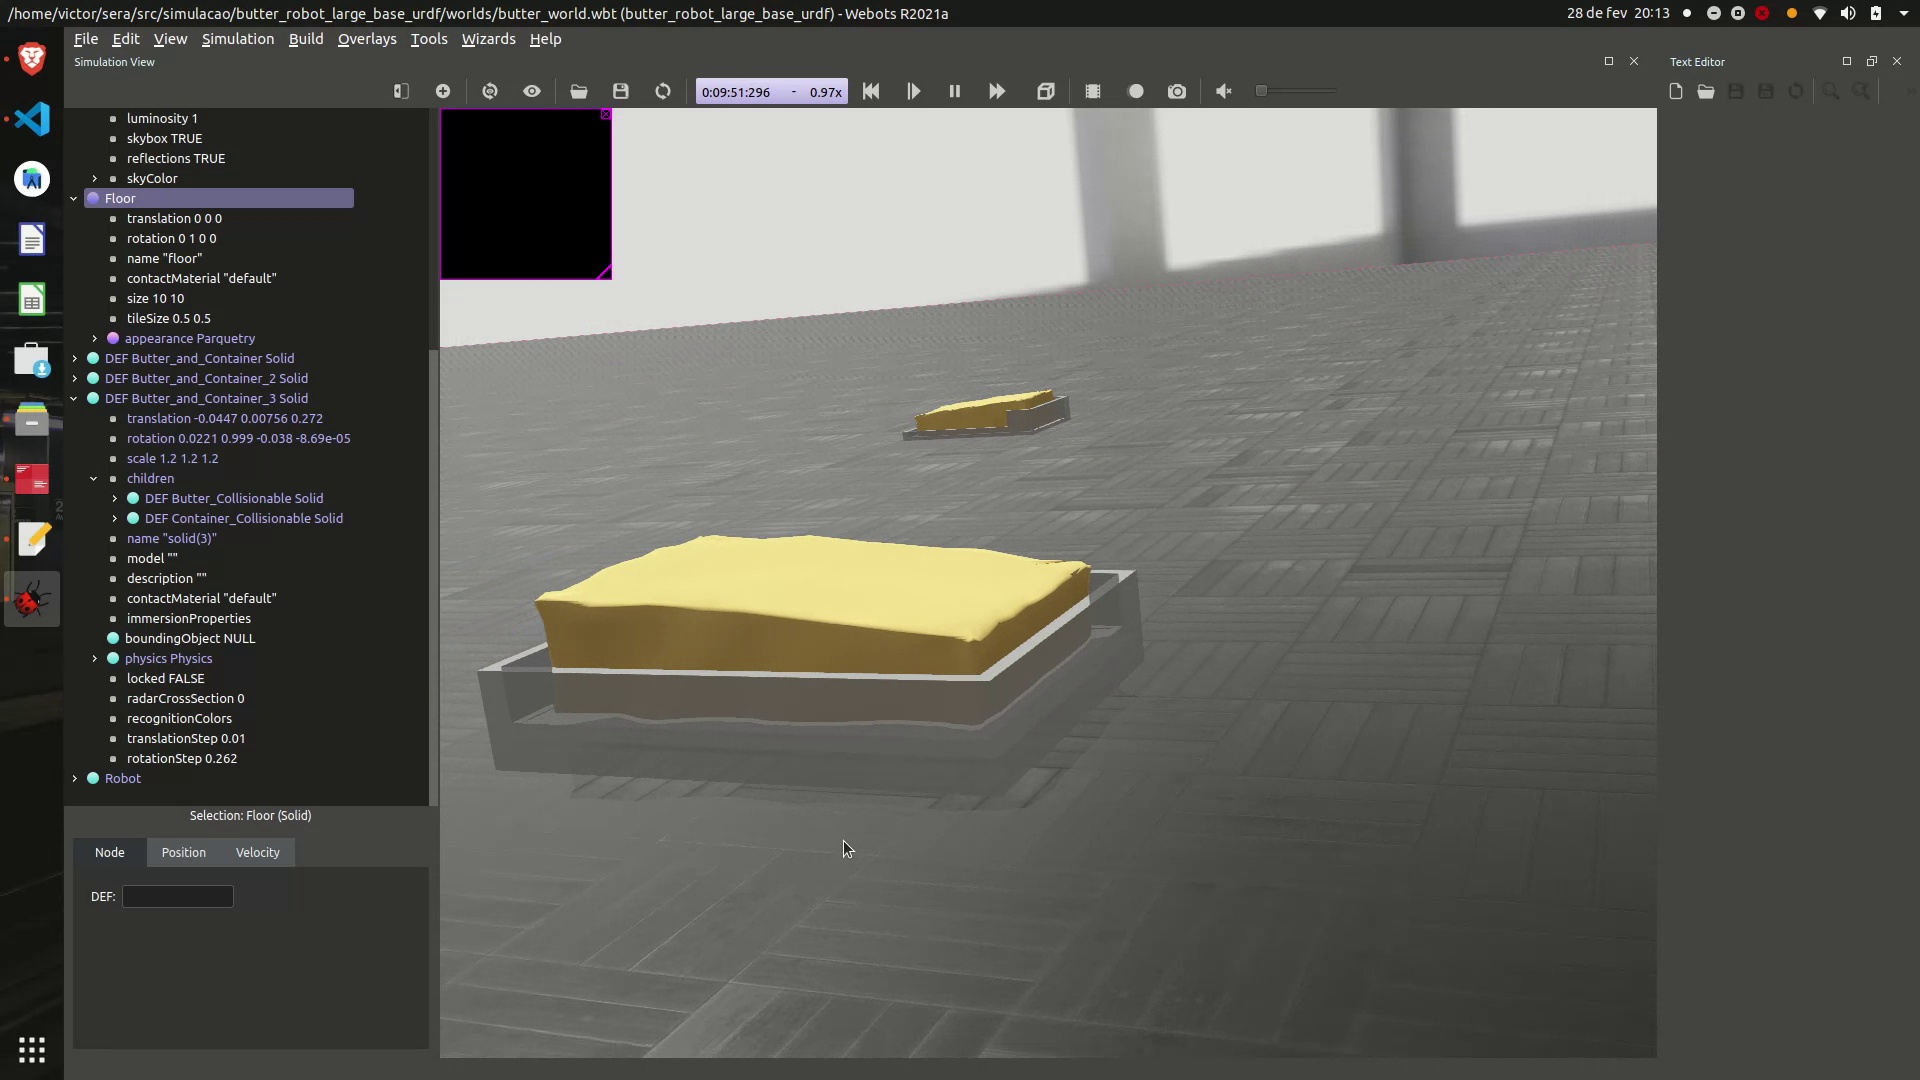 /home/victor/sera/src/simulacao/butter_robot_large_base_urdf/worlds/butter_world.wbt (butter_robot_large_base_urdf) - Webots R2021a
28 de fev 20:13
File Edit View Simulation Build Overlays Tools Wizards Help
Simulation View
Text Editor
0:09:51:296 - 0.97x
luminosity 1
skybox TRUE
reflections TRUE
skyColor
Floor
translation 0 0 0
rotation 0 1 0 0
name "floor"
contactMaterial "default"
size 10 10
tileSize 0.5 0.5
appearance Parquetry
DEF Butter_and_Container Solid
DEF Butter_and_Container_2 Solid
DEF Butter_and_Container_3 Solid
translation -0.0447 0.00756 0.272
rotation 0.0221 0.999 -0.038 -8.69e-05
scale 1.2 1.2 1.2
children
DEF Butter_Collisionable Solid
DEF Container_Collisionable Solid
name "solid(3)"
model ""
description ""
contactMaterial "default"
immersionProperties
boundingObject NULL
physics Physics
locked FALSE
radarCrossSection 0
recognitionColors
translationStep 0.01
rotationStep 0.262
Robot
Selection: Floor (Solid)
Node Position Velocity
DEF: